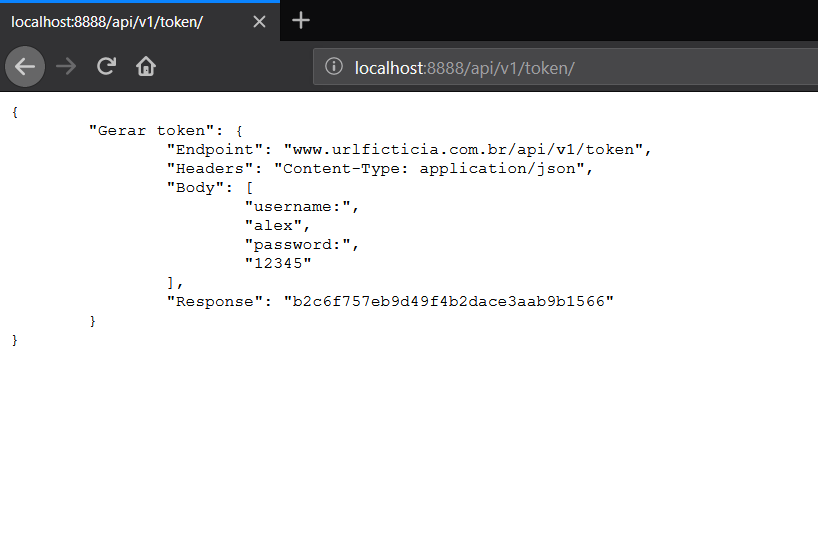 localhost:8888/api/v1/token/
localhost:8888/api/v1/token/
{
"Gerar token": {
"Endpoint": "www.urlficticia.com.br/api/v1/token",
"Headers": "Content-Type: application/json",
"Body": [
"username:",
"alex",
"password:",
"12345"
],
"Response": "b2c6f757eb9d49f4b2dace3aab9b1566"
}
}